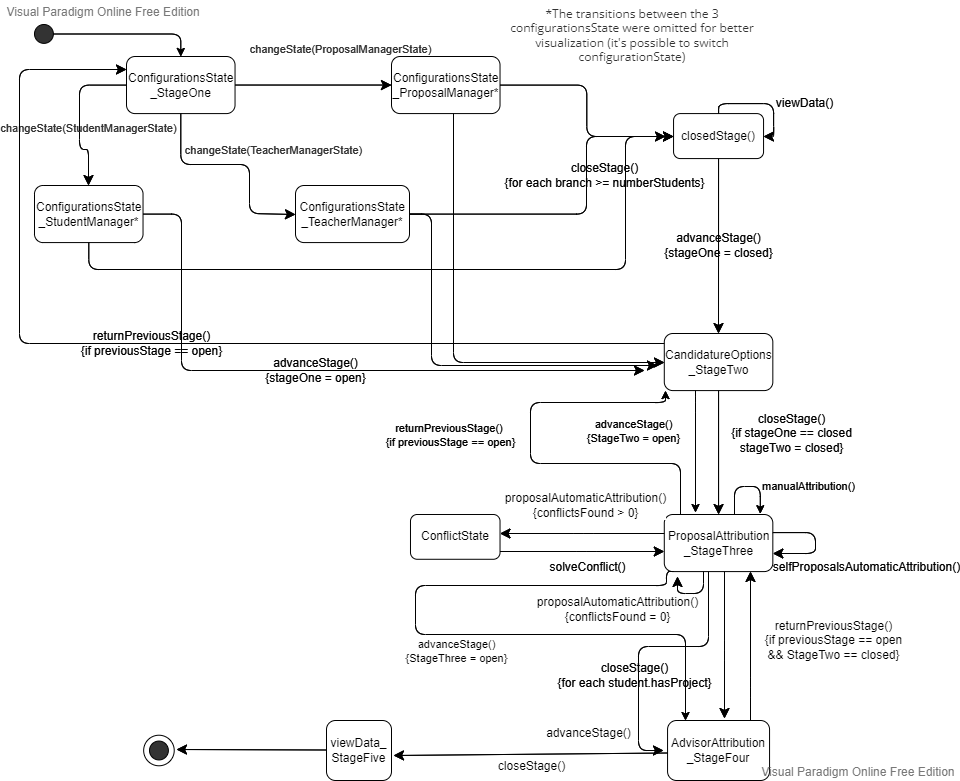 Visual Paradigm Online Free Edition
*The transitions between the 3
configurationsState were omitted for better
visualization (it's possible to switch
configurationState)
changeState(ProposalManagerState)
ConfigurationsState
_StageOne
ConfigurationsState
_ProposalManager*
viewData()
changeState(StudentManagerState)
closedStage()
changeState(TeacherManagerState)
closeStage()
{for each branch >= numberStudents}
ConfigurationsState
_StudentManager*
ConfigurationsState
_TeacherManager*
advanceStage()
{stageOne = closed}
returnPreviousStage()
{if previousStage == open}
advanceStage()
{stageOne = open}
CandidatureOptions
_StageTwo
returnPreviousStage()
{if previousStage == open}
advanceStage()
{StageTwo = open}
closeStage()
{if stageOne == closed
stageTwo = closed}
manualAttribution()
proposalAutomaticAttribution()
{conflictsFound > 0}
ConflictState
ProposalAttribution
_StageThree
solveConflict()
selfProposalsAutomaticAttribution()
proposalAutomaticAttribution()
{conflictsFound = 0}
advanceStage()
{StageThree = open}
returnPreviousStage()
{if previousStage == open
&& StageTwo == closed}
closeStage()
{for each student.hasProject}
advanceStage()
viewData_
StageFive
closeStage()
AdvisorAttribution
_StageFour
Visual Paradigm Online Free Edition